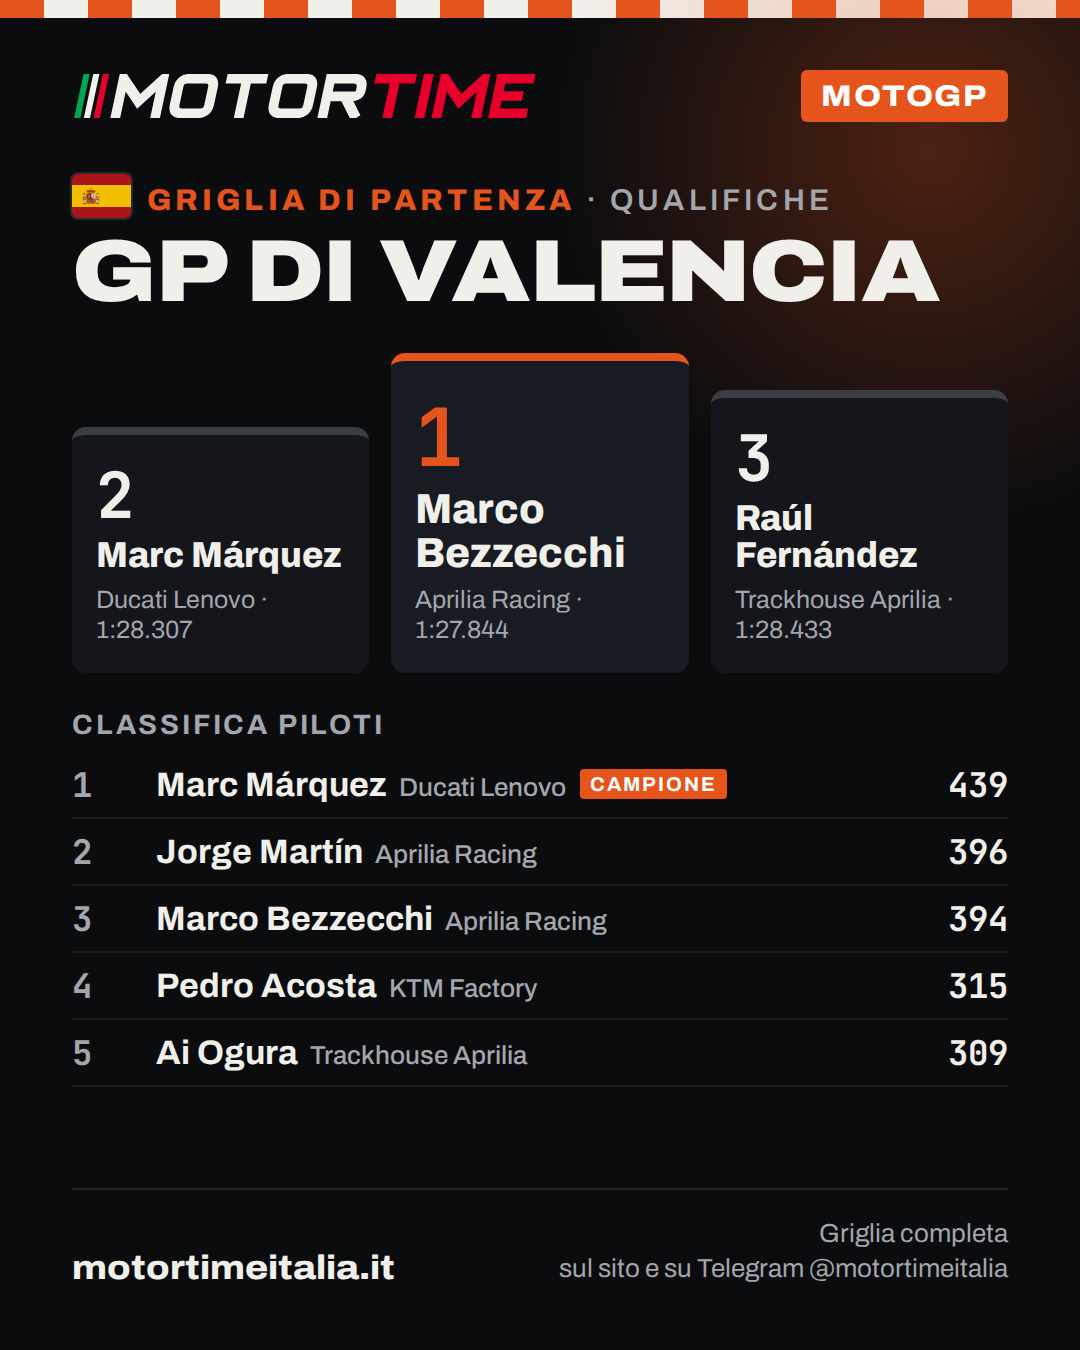 MOTORTIME
MOTOGP
GRIGLIA DI PARTENZA · QUALIFICHE
GP DI VALENCIA
2
Marc Márquez
Ducati Lenovo ·
1:28.307
1
Marco
Bezzecchi
Aprilia Racing ·
1:27.844
3
Raúl
Fernández
Trackhouse Aprilia ·
1:28.433
CLASSIFICA PILOTI
1 Marc Márquez Ducati Lenovo CAMPIONE 439
2 Jorge Martín Aprilia Racing 396
3 Marco Bezzecchi Aprilia Racing 394
4 Pedro Acosta KTM Factory 315
5 Ai Ogura Trackhouse Aprilia 309
Griglia completa
motortimeitalia.it sul sito e su Telegram @motortimeitalia